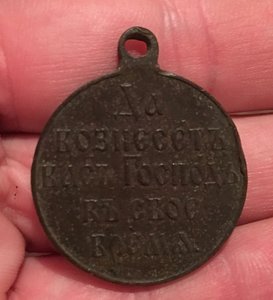 Да
вознесетъ
васъ Господь
въ свое
время